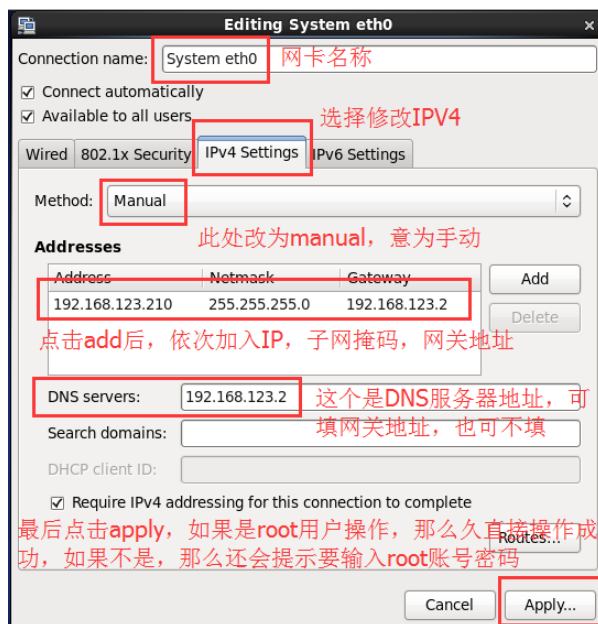 Editing System eth0
Connection name: System eth0 网卡名称
Connect automatically
Available to all users
选择修改IPV4
Wired 802.1x Security IPv4 Settings IPv6 Settings
Method: Manual
此处改为manual，意为手动
Addresses
Address Netmask Gateway Add
192.168.123.210 255.255.255.0 192.168.123.2
Delete
点击add后，依次加入IP，子网掩码，网关地址
DNS servers: 192.168.123.2 这个是DNS服务器地址，可
填网关地址，也可不填
Search domains:
DHCP client ID:
Require IPv4 addressing for this connection to complete
最后点击apply，如果是root用户操作，那么久直接操作成
Routes...
功，如果不是，那么还会提示要输入root账号密码
Cancel Apply...